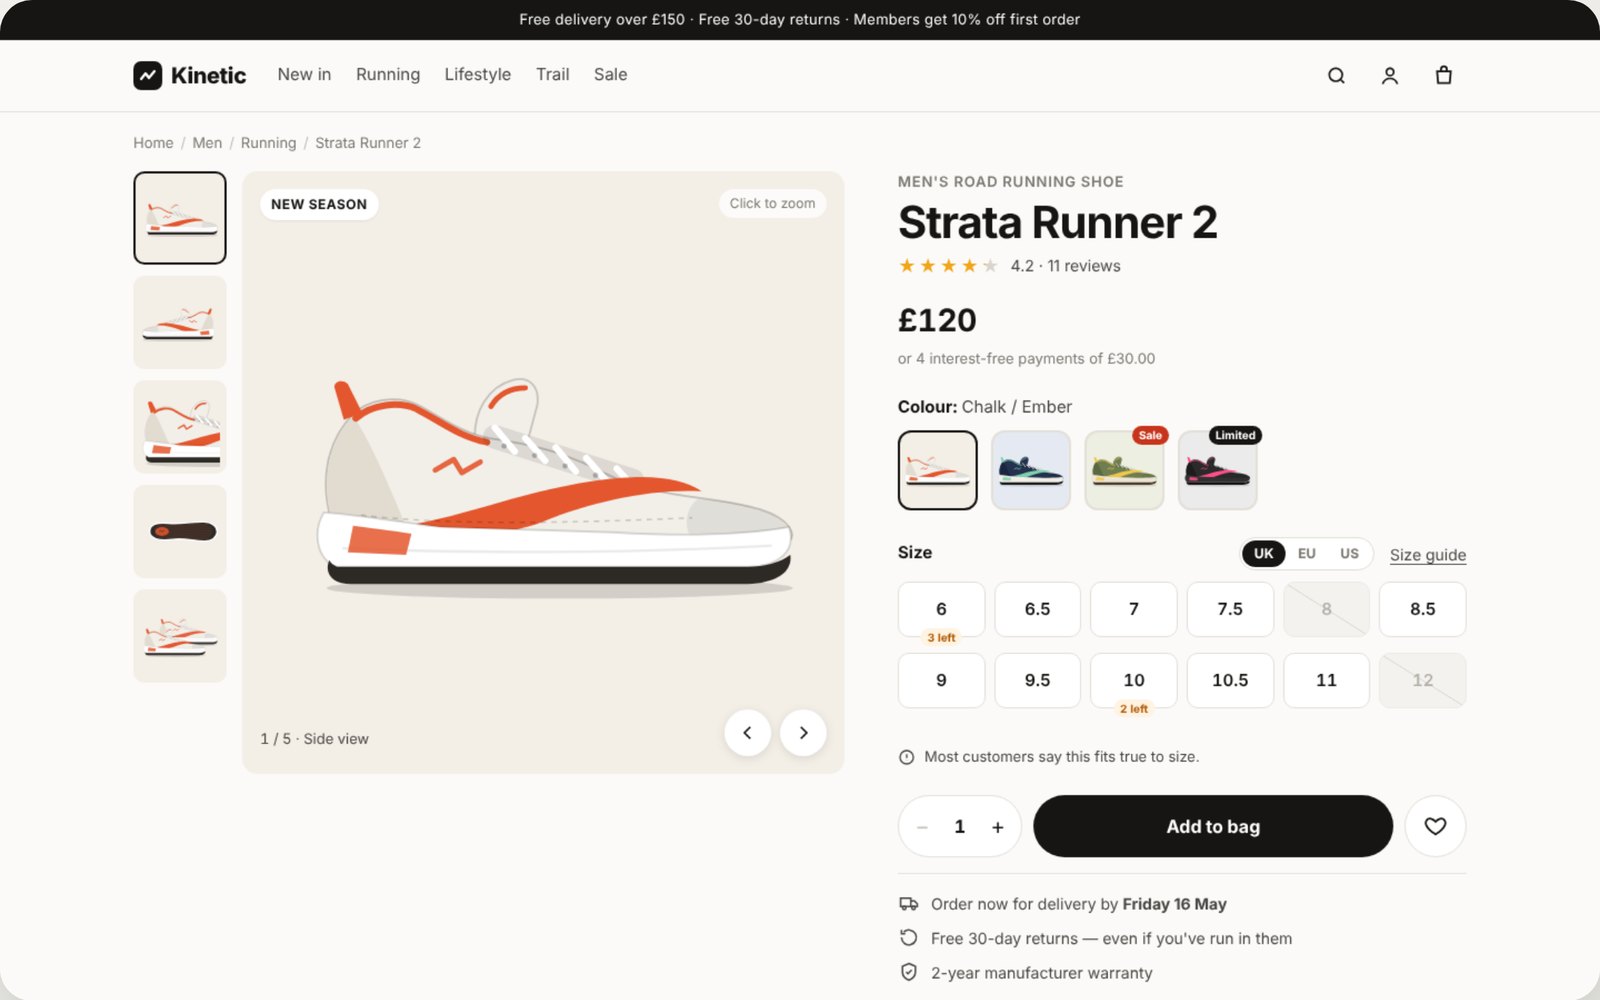 Free delivery over £150 · Free 30-day returns · Members get 10% off first order
Kinetic
New in
Running
Lifestyle
Trail
Sale
Home / Men / Running / Strata Runner 2
NEW SEASON
Click to zoom
1 / 5 · Side view
MEN'S ROAD RUNNING SHOE
Strata Runner 2
4.2 · 11 reviews
£120
or 4 interest-free payments of £30.00
Colour: Chalk / Ember
Sale
Limited
Size
UK
EU
US
Size guide
6
6.5
7
7.5
8
8.5
3 left
9
9.5
10
10.5
11
12
2 left
Most customers say this fits true to size.
− 1 +
Add to bag
Order now for delivery by Friday 16 May
Free 30-day returns — even if you've run in them
2-year manufacturer warranty